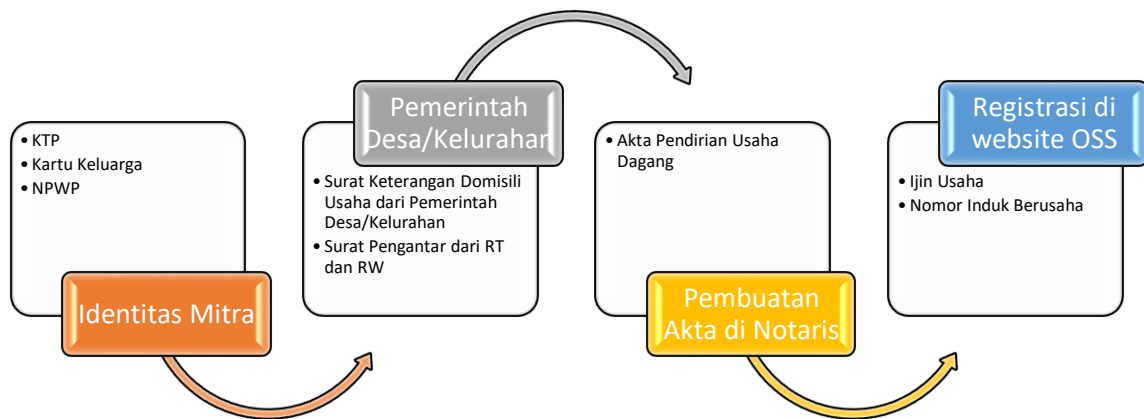 • KTP
• Kartu Keluarga
• NPWP
Identitas Mitra
Pemerintah
Desa/Kelurahan
• Surat Keterangan Domisili
Usaha dari Pemerintah
Desa/Kelurahan
• Surat Pengantar dari RT
dan RW
• Akta Pendirian Usaha
Dagang
Pembuatan
Akta di Notaris
Registrasi di
website OSS
• Ijin Usaha
• Nomor Induk Berusaha